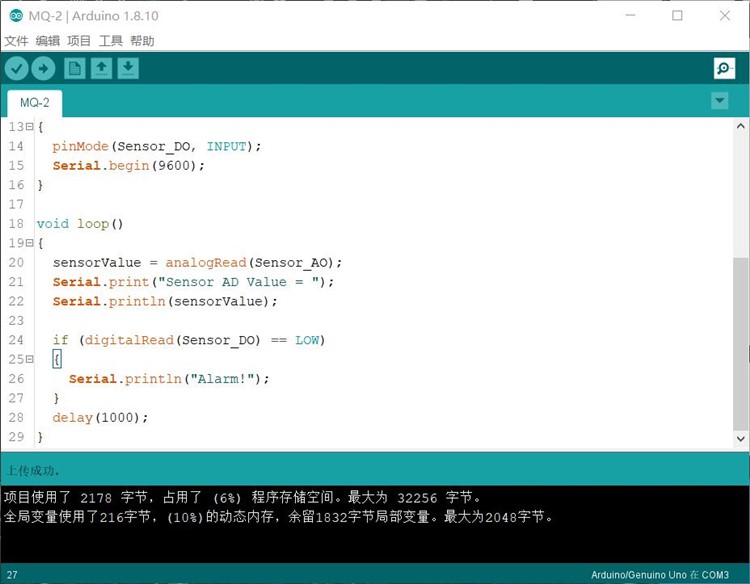 MQ-2 | Arduino 1.8.10
文件 编辑 项目 工具 帮助
MQ-2
13 {
14 pinMode(Sensor_DO, INPUT);
15 Serial.begin(9600);
16 }
17
18 void loop()
19 {
20 sensorValue = analogRead(Sensor_AO);
21 Serial.print("Sensor AD Value = ");
22 Serial.println(sensorValue);
23
24 if (digitalRead(Sensor_DO) == LOW)
25 {
26 Serial.println("Alarm!");
27 }
28 delay(1000);
29 }
上传成功。
项目使用了 2178 字节，占用了 (6%) 程序存储空间。最大为 32256 字节。
全局变量使用了216字节，(10%)的动态内存，余留1832字节局部变量。最大为2048字节。
27
Arduino/Genuino Uno 在 COM3